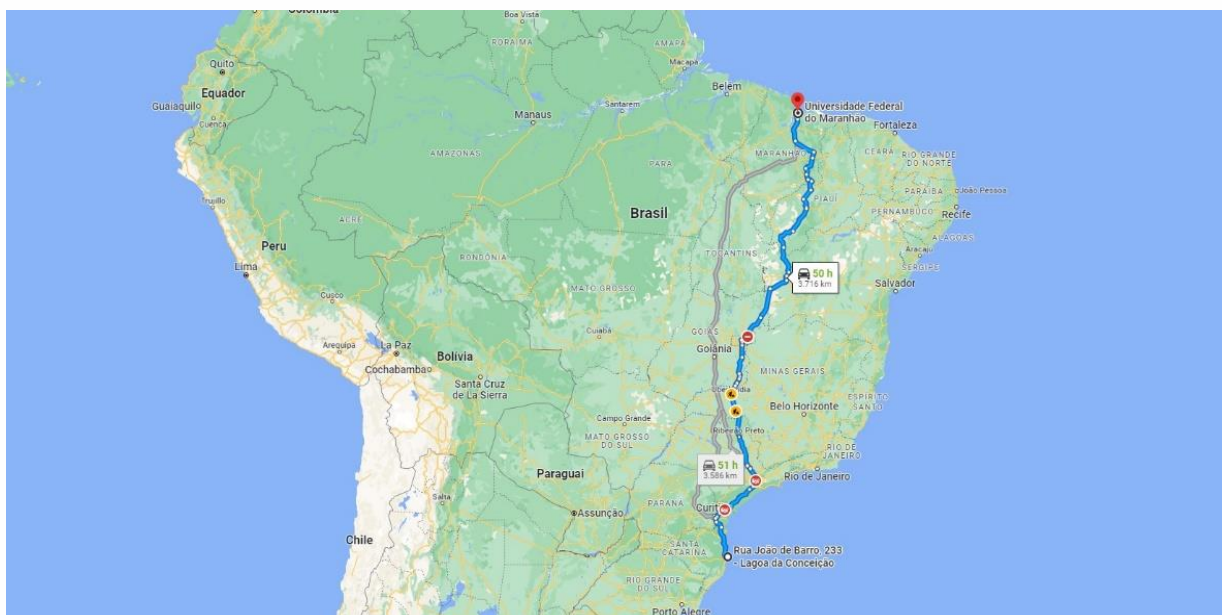 Colombia
Boa Vista
RORAIMA
AMAPÁ
Macapá
Quito
Equador
Guaiaquil
Cuenca
Belém
Santarem
Manaus
Universidade Federal
do Maranhão
Fortaleza
AMAZONAS
PARÁ
MARANHÃO
CEARÁ
RIO GRANDE
DO NORTE
PARAÍBA
João Pessoa
PIAUÍ
PERNAMBUCO
Recife
ALAGOAS
Aracaju
SERGIPE
Trujillo
ACRE
Brasil
Peru
RONDÔNIA
TOCANTINS
Lima
Cusco
MATO GROSSO
50 h
3.716 km
Salvador
Cuiabá
GOIÁS
Goiânia
Arequipa
La Paz
Bolívia
Cochabamba
Santa Cruz
de La Sierra
MINAS GERAIS
Uberlândia
Belo Horizonte
ESPÍRITO
SANTO
Campo Grande
MATO GROSSO
DO SUL
Ribeirão Preto
RIO DE
JANEIRO
Rio de Janeiro
51 h
3.586 km
Paraguai
Salta
Assunção
PARANÁ
Curit
Chile
SANTA
CATARINA
Rua João de Barro, 233
- Lagoa da Conceição
RIO GRANDE
DO SUL
Porto Alegre